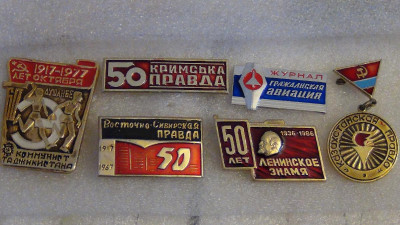 1917-1977
ЛЕТ ОКТЯБРЯ
ДУШАНБЕ
КОММУНИСТ
ТАДЖИКИСТАНА
50 КРИМСЬКА
ПРАВДА
ЖУРНАЛ
ГРАЖДАНСКАЯ
АВИАЦИЯ
Восточно-Сибирская
ПРАВДА
1917
1967
50
50
ЛЕТ
1936-1986
ЛЕНИНСКОЕ
ЗНАМЯ